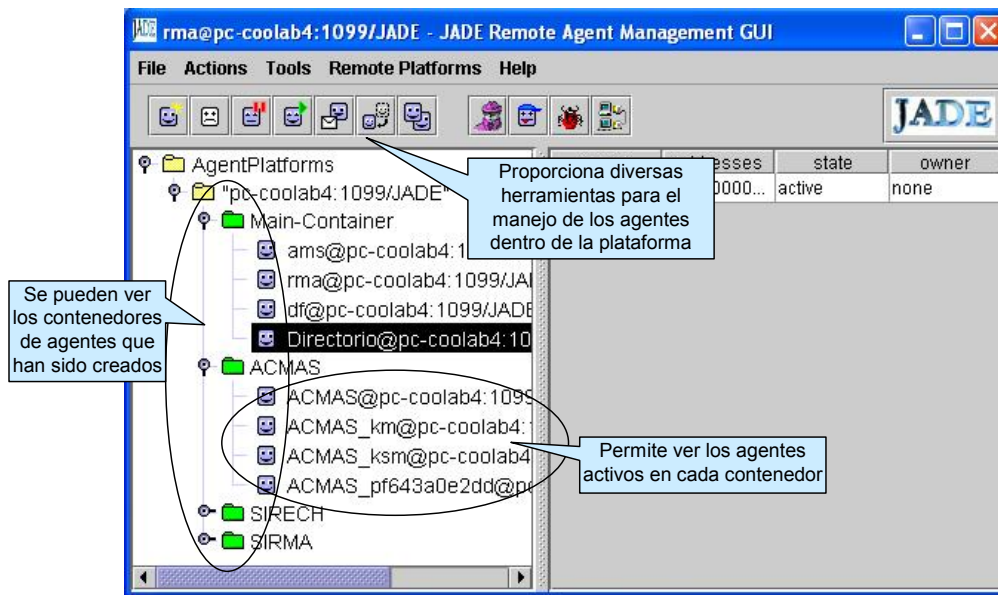 JADE rma@pc-coolab4:1099/JADE - JADE Remote Agent Management GUI
File Actions Tools Remote Platforms Help
JADE
AgentPlatforms
"pc-coolab4:1099/JADE"
Main-Container
ams@pc-coolab4:1
rma@pc-coolab4:1099/JA
df@pc-coolab4:1099/JADE
Directorio@pc-coolab4:10
ACMAS
ACMAS@pc-coolab4:109
ACMAS_km@pc-coolab4:
ACMAS_ksm@pc-coolab4
ACMAS_pf643a0e2dd@p
SIRECH
SIRMA
state owner
active none
Proporciona diversas
herramientas para el
manejo de los agentes
dentro de la plataforma
Se pueden ver
los contenedores
de agentes que
han sido creados
Permite ver los agentes
activos en cada contenedor